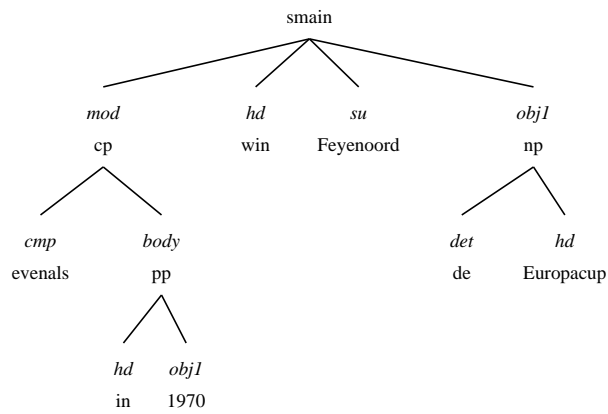 smain
mod hd su obj1
cp win Feyenoord np
cmp body det hd
evenals pp de Europacup
hd obj1
in 1970